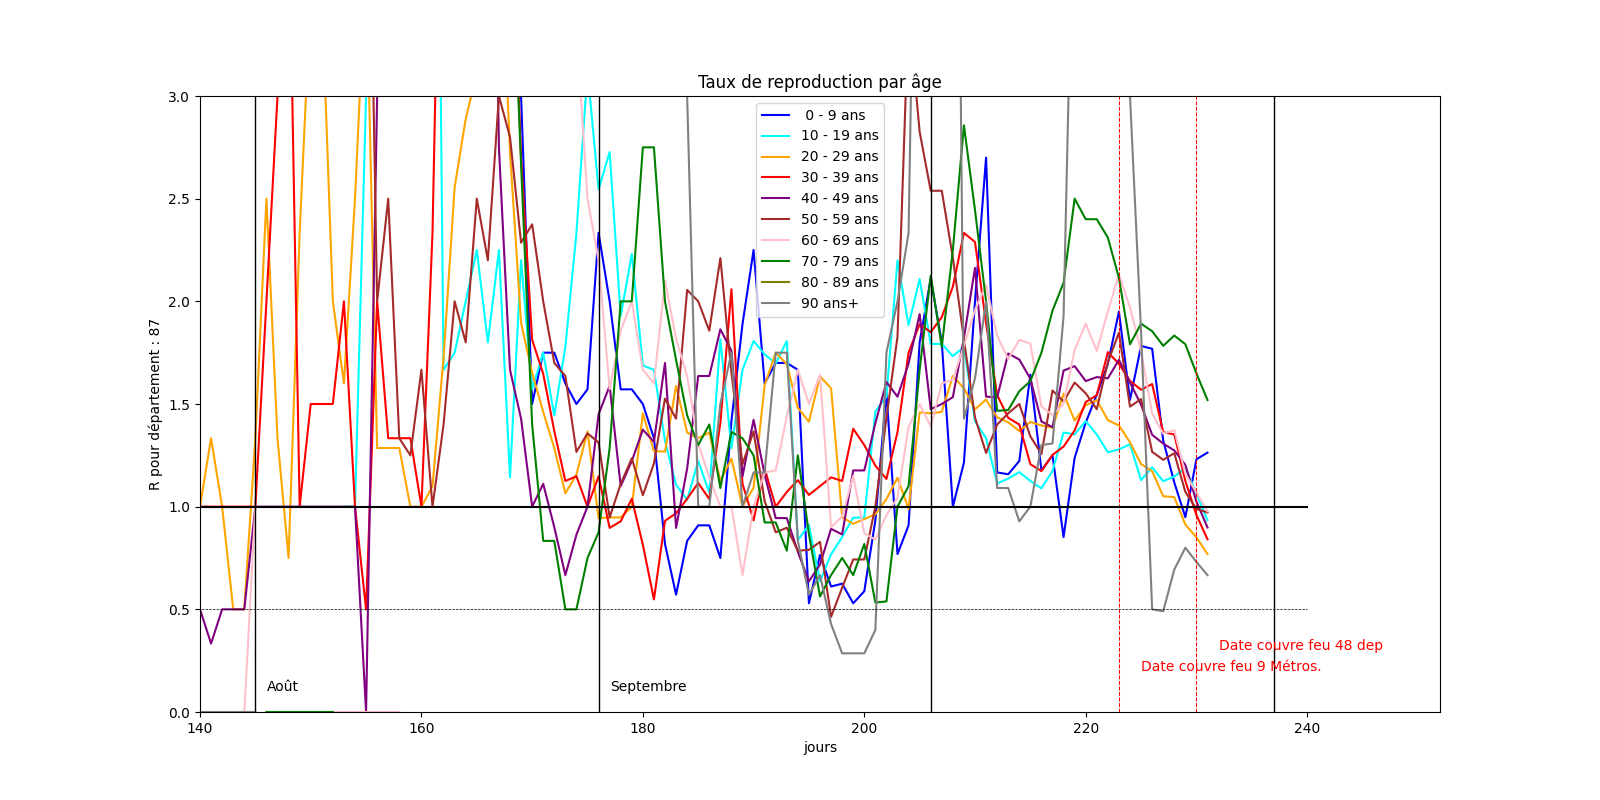 Taux de reproduction par âge
R pour département : 87
3.0
2.5
2.0
1.5
1.0
0.5
0.0
0 - 9 ans
10 - 19 ans
20 - 29 ans
30 - 39 ans
40 - 49 ans
50 - 59 ans
60 - 69 ans
70 - 79 ans
80 - 89 ans
90 ans+
Date couvre feu 48 dep
Date couvre feu 9 Métros.
Août
Septembre
140
160
180
200
220
240
jours